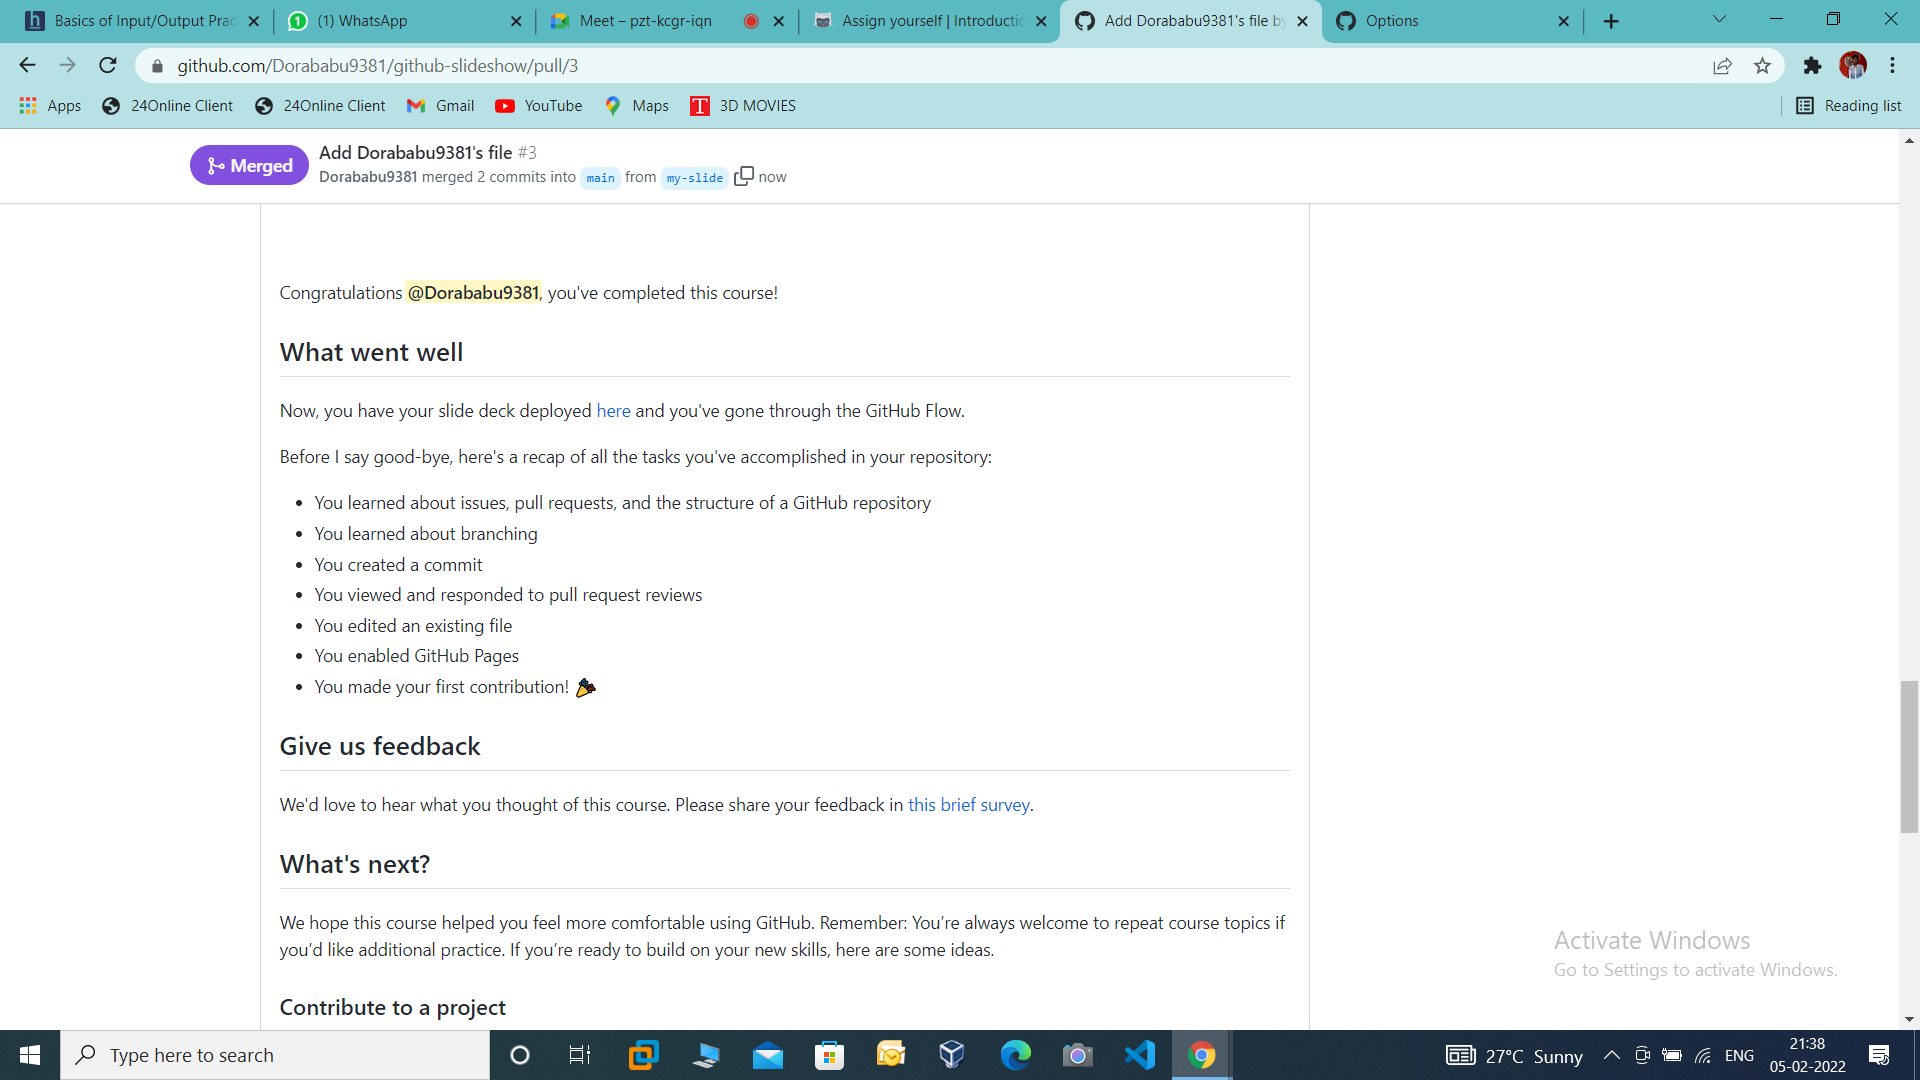 Basics of Input/Output Prac
(1) WhatsApp
Meet – pzt-kcgr-iqn
Assign yourself | Introductio
Add Dorababu9381's file by
Options
github.com/Dorababu9381/github-slideshow/pull/3
Apps
24Online Client
24Online Client
Gmail
YouTube
Maps
3D MOVIES
Reading list
Merged
Add Dorababu9381's file #3
Dorababu9381 merged 2 commits into main from my-slide now
Congratulations @Dorababu9381, you've completed this course!
What went well
Now, you have your slide deck deployed here and you've gone through the GitHub Flow.
Before I say good-bye, here's a recap of all the tasks you've accomplished in your repository:
• You learned about issues, pull requests, and the structure of a GitHub repository
• You learned about branching
• You created a commit
• You viewed and responded to pull request reviews
• You edited an existing file
• You enabled GitHub Pages
• You made your first contribution! 🎉
Give us feedback
We'd love to hear what you thought of this course. Please share your feedback in this brief survey.
What's next?
We hope this course helped you feel more comfortable using GitHub. Remember: You’re always welcome to repeat course topics if
you’d like additional practice. If you’re ready to build on your new skills, here are some ideas.
Contribute to a project
Activate Windows
Go to Settings to activate Windows.
Type here to search
27°C Sunny
ENG
21:38
05-02-2022